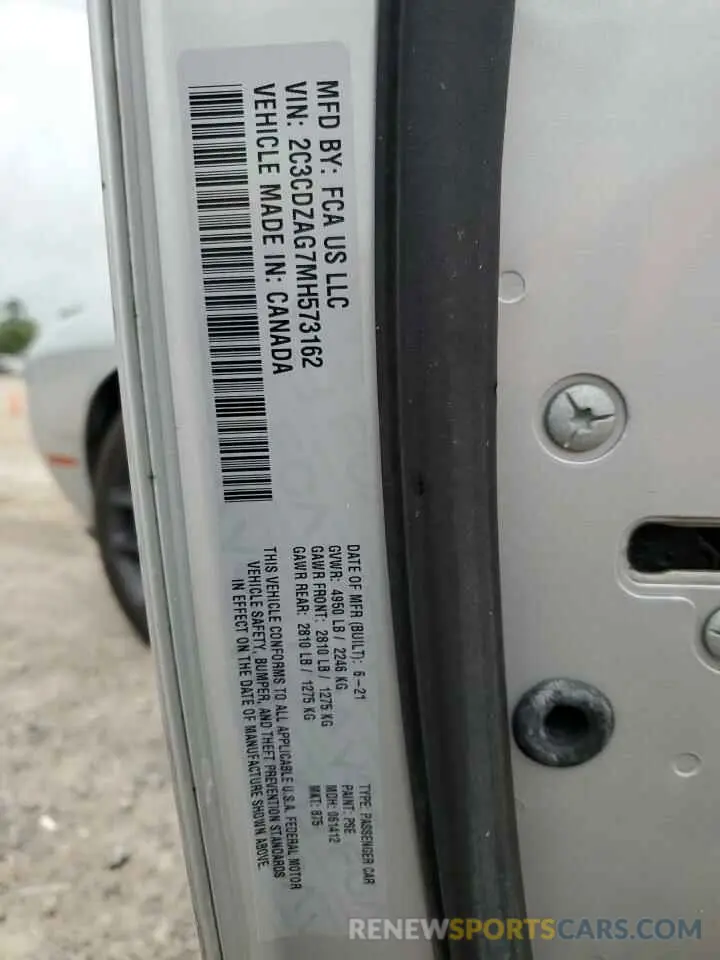 MFD BY: FCA US LLC
VIN: 2C3CDZAG7MH573162
VEHICLE MADE IN: CANADA
DATE OF MFR (BUILT): 6-21
GVWR: 4950 LB / 2246 KG
GAWR FRONT: 2810 LB / 1275 KG
GAWR REAR: 2810 LB / 1275 KG
THIS VEHICLE CONFORMS TO ALL APPLICABLE U.S.A. FEDERAL MOTOR
VEHICLE SAFETY, BUMPER, AND THEFT PREVENTION STANDARDS
IN EFFECT ON THE DATE OF MANUFACTURE SHOWN ABOVE.
TYPE: PASSENGER CAR
PAINT: PSE
MDH: 061412
MAT: B75
RENEWSPORTSCARS.COM